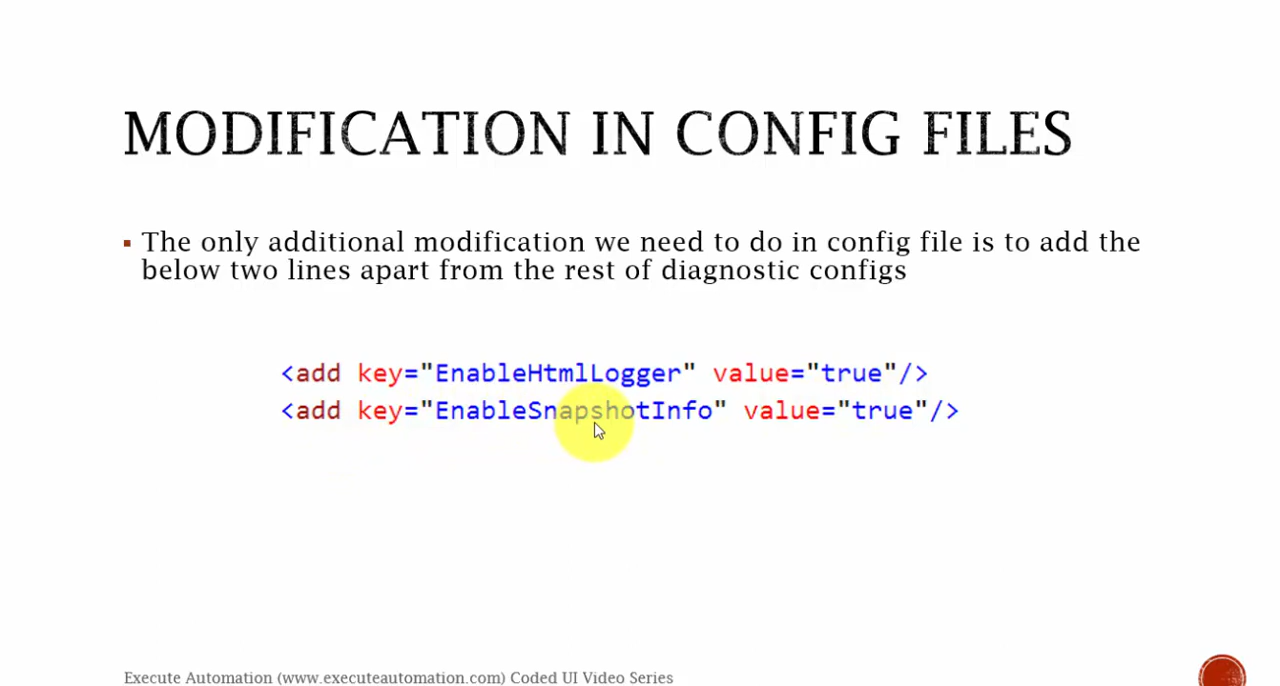 MODIFICATION IN CONFIG FILES
▪ The only additional modification we need to do in config file is to add the
below two lines apart from the rest of diagnostic configs
<add key="EnableHtmlLogger" value="true"/>
<add key="EnableSnapshotInfo" value="true"/>
Execute Automation (www.executeautomation.com) Coded UI Video Series